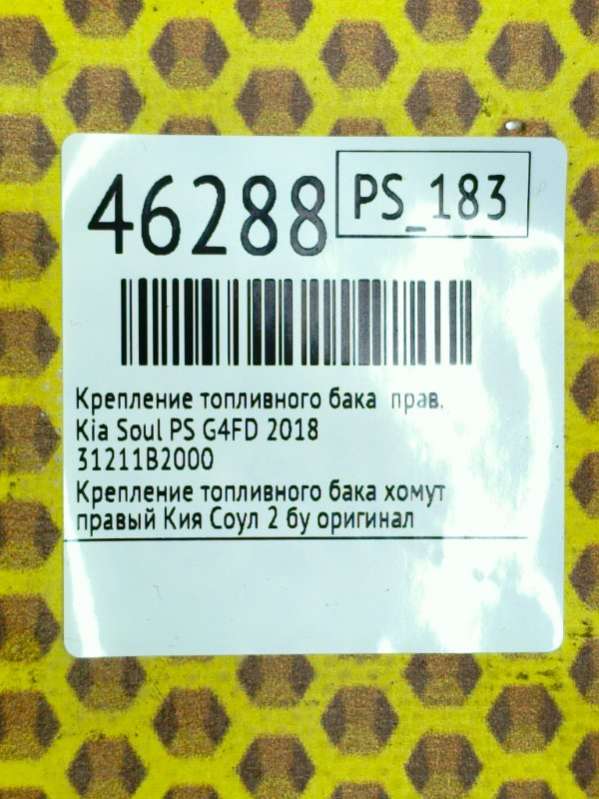 46288
PS_183
Крепление топливного бака прав.
Kia Soul PS G4FD 2018
31211B2000
Крепление топливного бака хомут
правый Кия Соул 2 бу оригинал